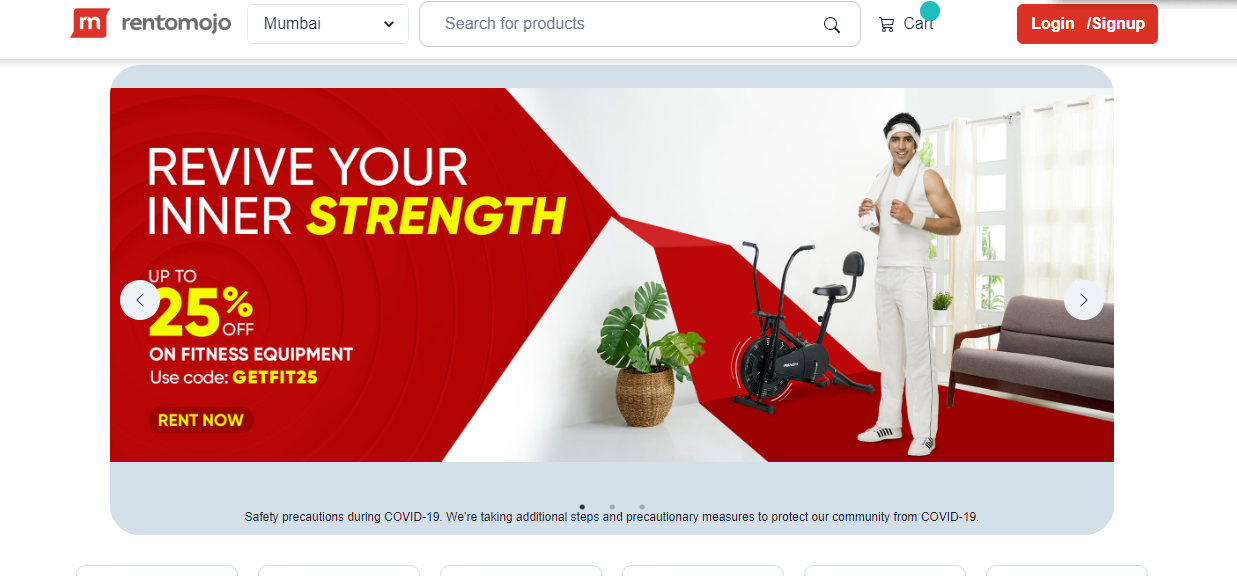 m rentomojo
Mumbai
Search for products
Cart
Login /Signup
REVIVE YOUR
INNER STRENGTH
UP TO
25% OFF
ON FITNESS EQUIPMENT
Use code: GETFIT25
RENT NOW
Safety precautions during COVID-19. We’re taking additional steps and precautionary measures to protect our community from COVID-19.